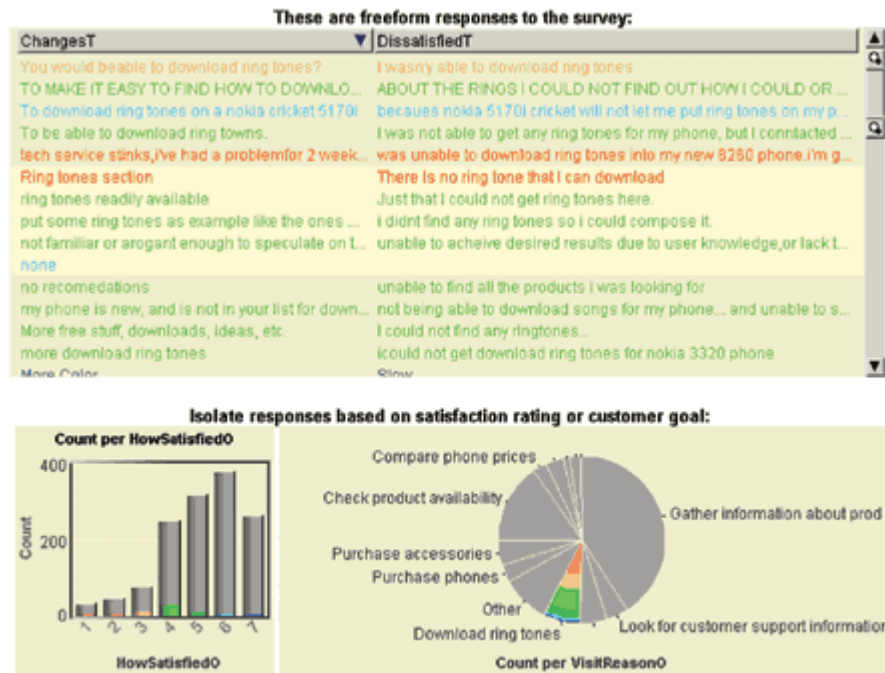 These are freeform responses to the survey:
ChangesT DissatisfiedT
You would beable to download ring tones? I wasn'y able to download ring tones
TO MAKE IT EASY TO FIND HOW TO DOWNLO... ABOUT THE RINGS I COULD NOT FIND OUT HOW I COULD OR ...
To download ring tones on a nokia cricket 5170i becaues nokia 5170i cricket will not let me put ring tones on my p...
To be able to download ring towns. I was not able to get any ring tones for my phone, but I conntacted ...
tech service stinks,i've had a problemfor 2 week... was unable to download ring tones into my new 8260 phone.i'm g...
Ring tones section There is no ring tone that I can download
ring tones readily available Just that I could not get ring tones here.
put some ring tones as example like the ones ... i didnt find any ring tones so i could compose it.
not familiar or arogant enough to speculate on t... unable to acheive desired results due to user knowledge,or lack t...
none
no recomedations unable to find all the products i was looking for
my phone is new, and is not in your list for down... not being able to download songs for my phone... and unable to s...
More free stuff, downloads, ideas, etc. I could not find any ringtones...
more download ring tones icould not get download ring tones for nokia 3320 phone
More Color Slow
Isolate responses based on satisfaction rating or customer goal:
Count per HowSatisfiedO
400
200
0
Count
1 2 3 4 5 6 7
HowSatisfiedO
Compare phone prices
Check product availability
Gather information about prod
Purchase accessories
Purchase phones
Other
Download ring tones
Look for customer support information
Count per VisitReasonO